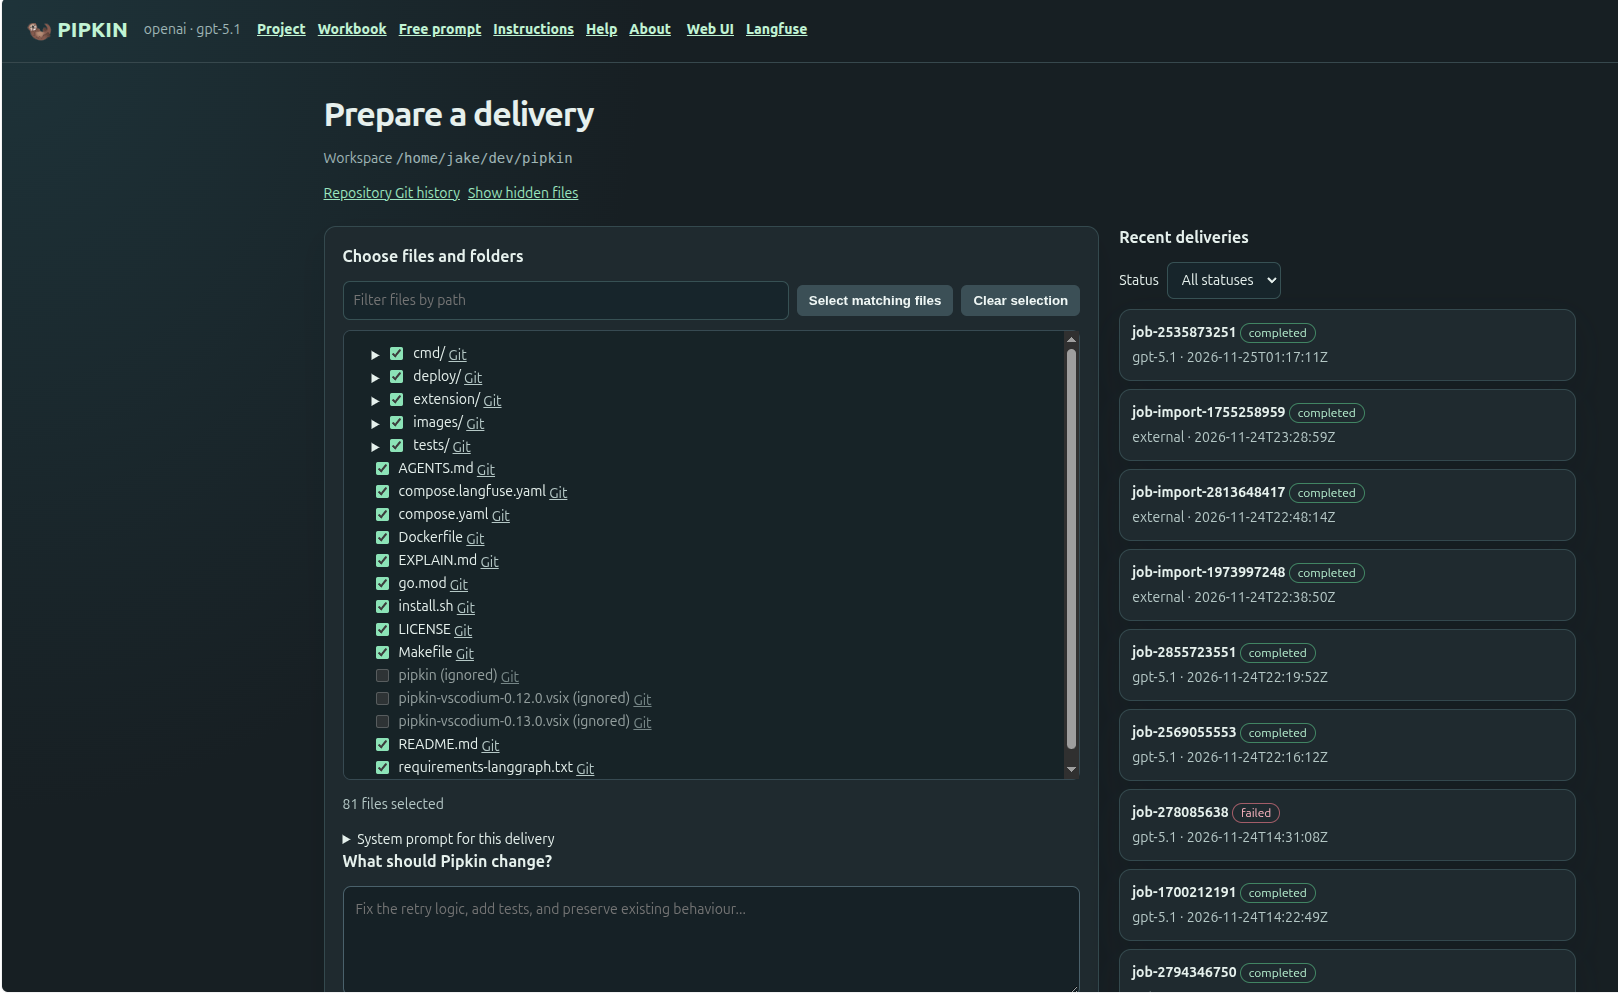 PIPKIN openai · gpt-5.1 Project Workbook Free prompt Instructions Help About Web UI Langfuse
Prepare a delivery
Workspace /home/jake/dev/pipkin
Repository Git history Show hidden files
Choose files and folders
Filter files by path Select matching files Clear selection
cmd/ Git
deploy/ Git
extension/ Git
images/ Git
tests/ Git
AGENTS.md Git
compose.langfuse.yaml Git
compose.yaml Git
Dockerfile Git
EXPLAIN.md Git
go.mod Git
install.sh Git
LICENSE Git
Makefile Git
pipkin (ignored) Git
pipkin-vscodium-0.12.0.vsix (ignored) Git
pipkin-vscodium-0.13.0.vsix (ignored) Git
README.md Git
requirements-langgraph.txt Git
81 files selected
System prompt for this delivery
What should Pipkin change?
Fix the retry logic, add tests, and preserve existing behaviour...
Recent deliveries
Status All statuses
job-2535873251 completed
gpt-5.1 · 2026-11-25T01:17:11Z
job-import-1755258959 completed
external · 2026-11-24T23:28:59Z
job-import-2813648417 completed
external · 2026-11-24T22:48:14Z
job-import-1973997248 completed
external · 2026-11-24T22:38:50Z
job-2855723551 completed
gpt-5.1 · 2026-11-24T22:19:52Z
job-2569055553 completed
gpt-5.1 · 2026-11-24T22:16:12Z
job-278085638 failed
gpt-5.1 · 2026-11-24T14:31:08Z
job-1700212191 completed
gpt-5.1 · 2026-11-24T14:22:49Z
job-2794346750 completed